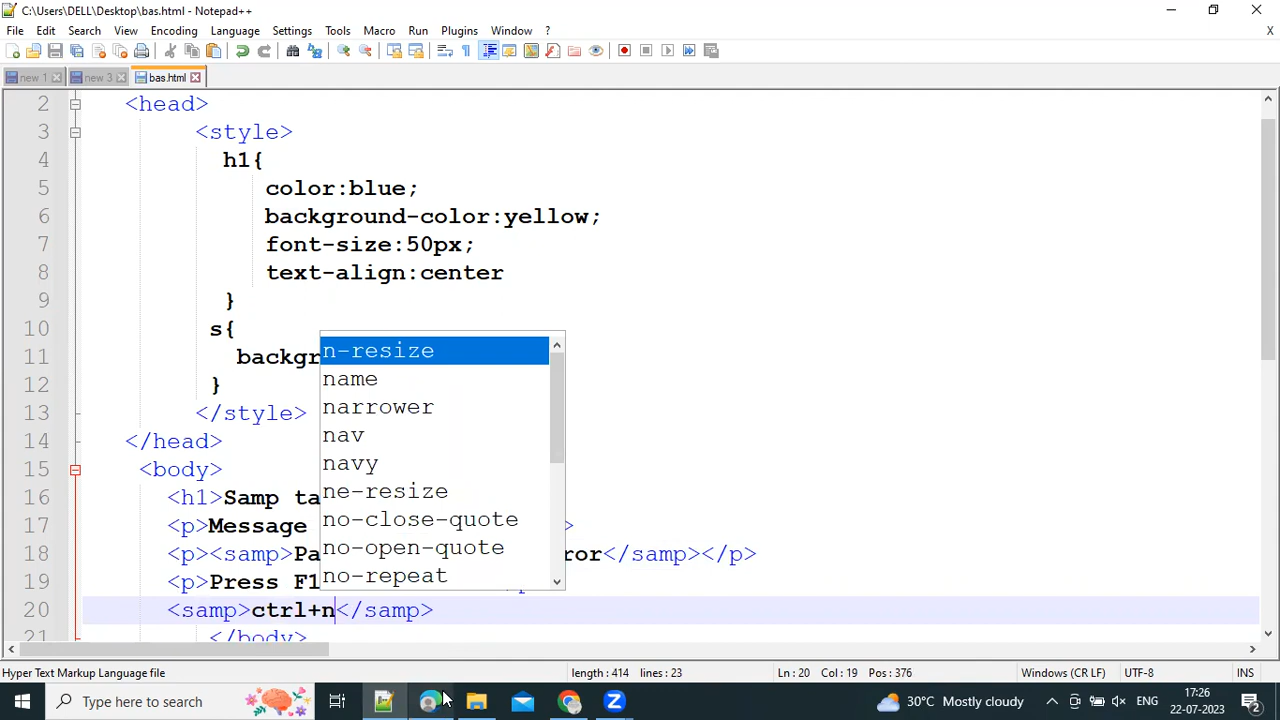 C:\Users\DELL\Desktop\bas.html - Notepad++
File Edit Search View Encoding Language Settings Tools Macro Run Plugins Window ? X
new 1 new 3 bas.html
2 <head>
3 <style>
4 h1{
5 color:blue;
6 background-color:yellow;
7 font-size:50px;
8 text-align:center
9 }
10 s{
11 backgr
12 }
13 </style>
14 </head>
15 <body>
16 <h1>Samp ta
17 <p>Message >
18 <p><samp>Pa ror</samp></p>
19 <p>Press F1
20 <samp>ctrl+n</samp>
21 </body>
n-resize
name
narrower
nav
navy
ne-resize
no-close-quote
no-open-quote
no-repeat
Hyper Text Markup Language file length : 414 lines : 23 Ln : 20 Col : 19 Pos : 376 Windows (CR LF) UTF-8 INS
Type here to search 30°C Mostly cloudy ENG 17:26
22-07-2023 2